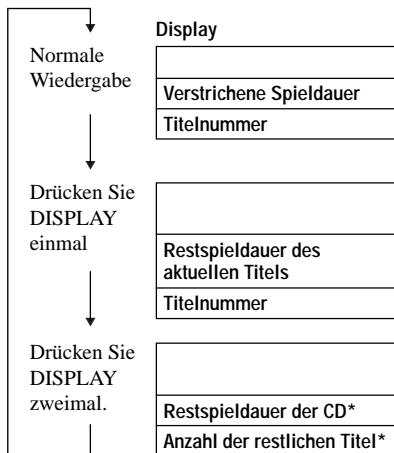 Display
Normale
Wiedergabe
Verstrichene Spieldauer
Titelnummer
Drücken Sie
DISPLAY
einmal
Restspieldauer des
aktuellen Titels
Titelnummer
Drücken Sie
DISPLAY
zweimal.
Restspieldauer der CD*
Anzahl der restlichen Titel*